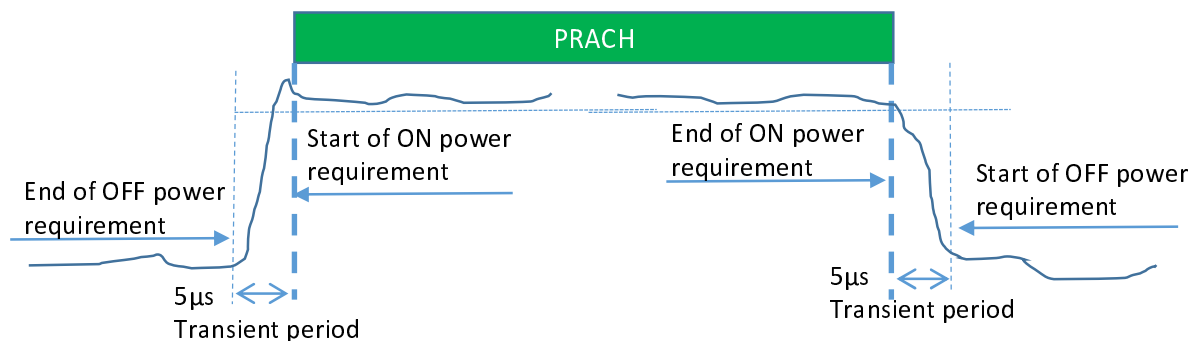 PRACH
Start of ON power
requirement
End of ON power
requirement
End of OFF power
requirement
Start of OFF power
requirement
5µs
Transient period
5µs
Transient period